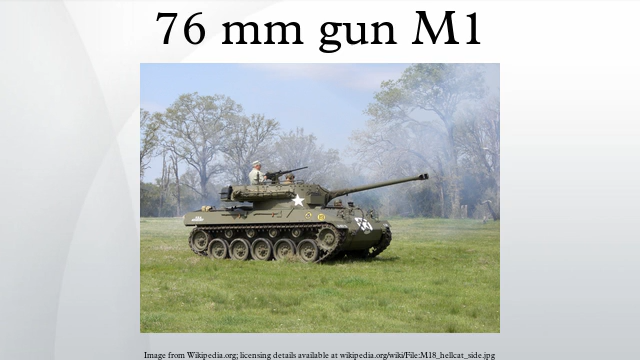 76 mm gun M1
Image from Wikipedia.org; licensing details available at wikipedia.org/wiki/File:M18_hellcat_side.jpg